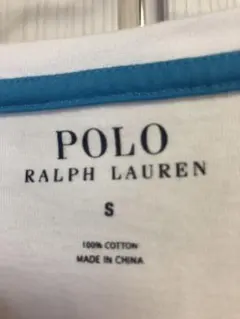 POLO
RALPH LAUREN
S
100% COTTON
MADE IN CHINA